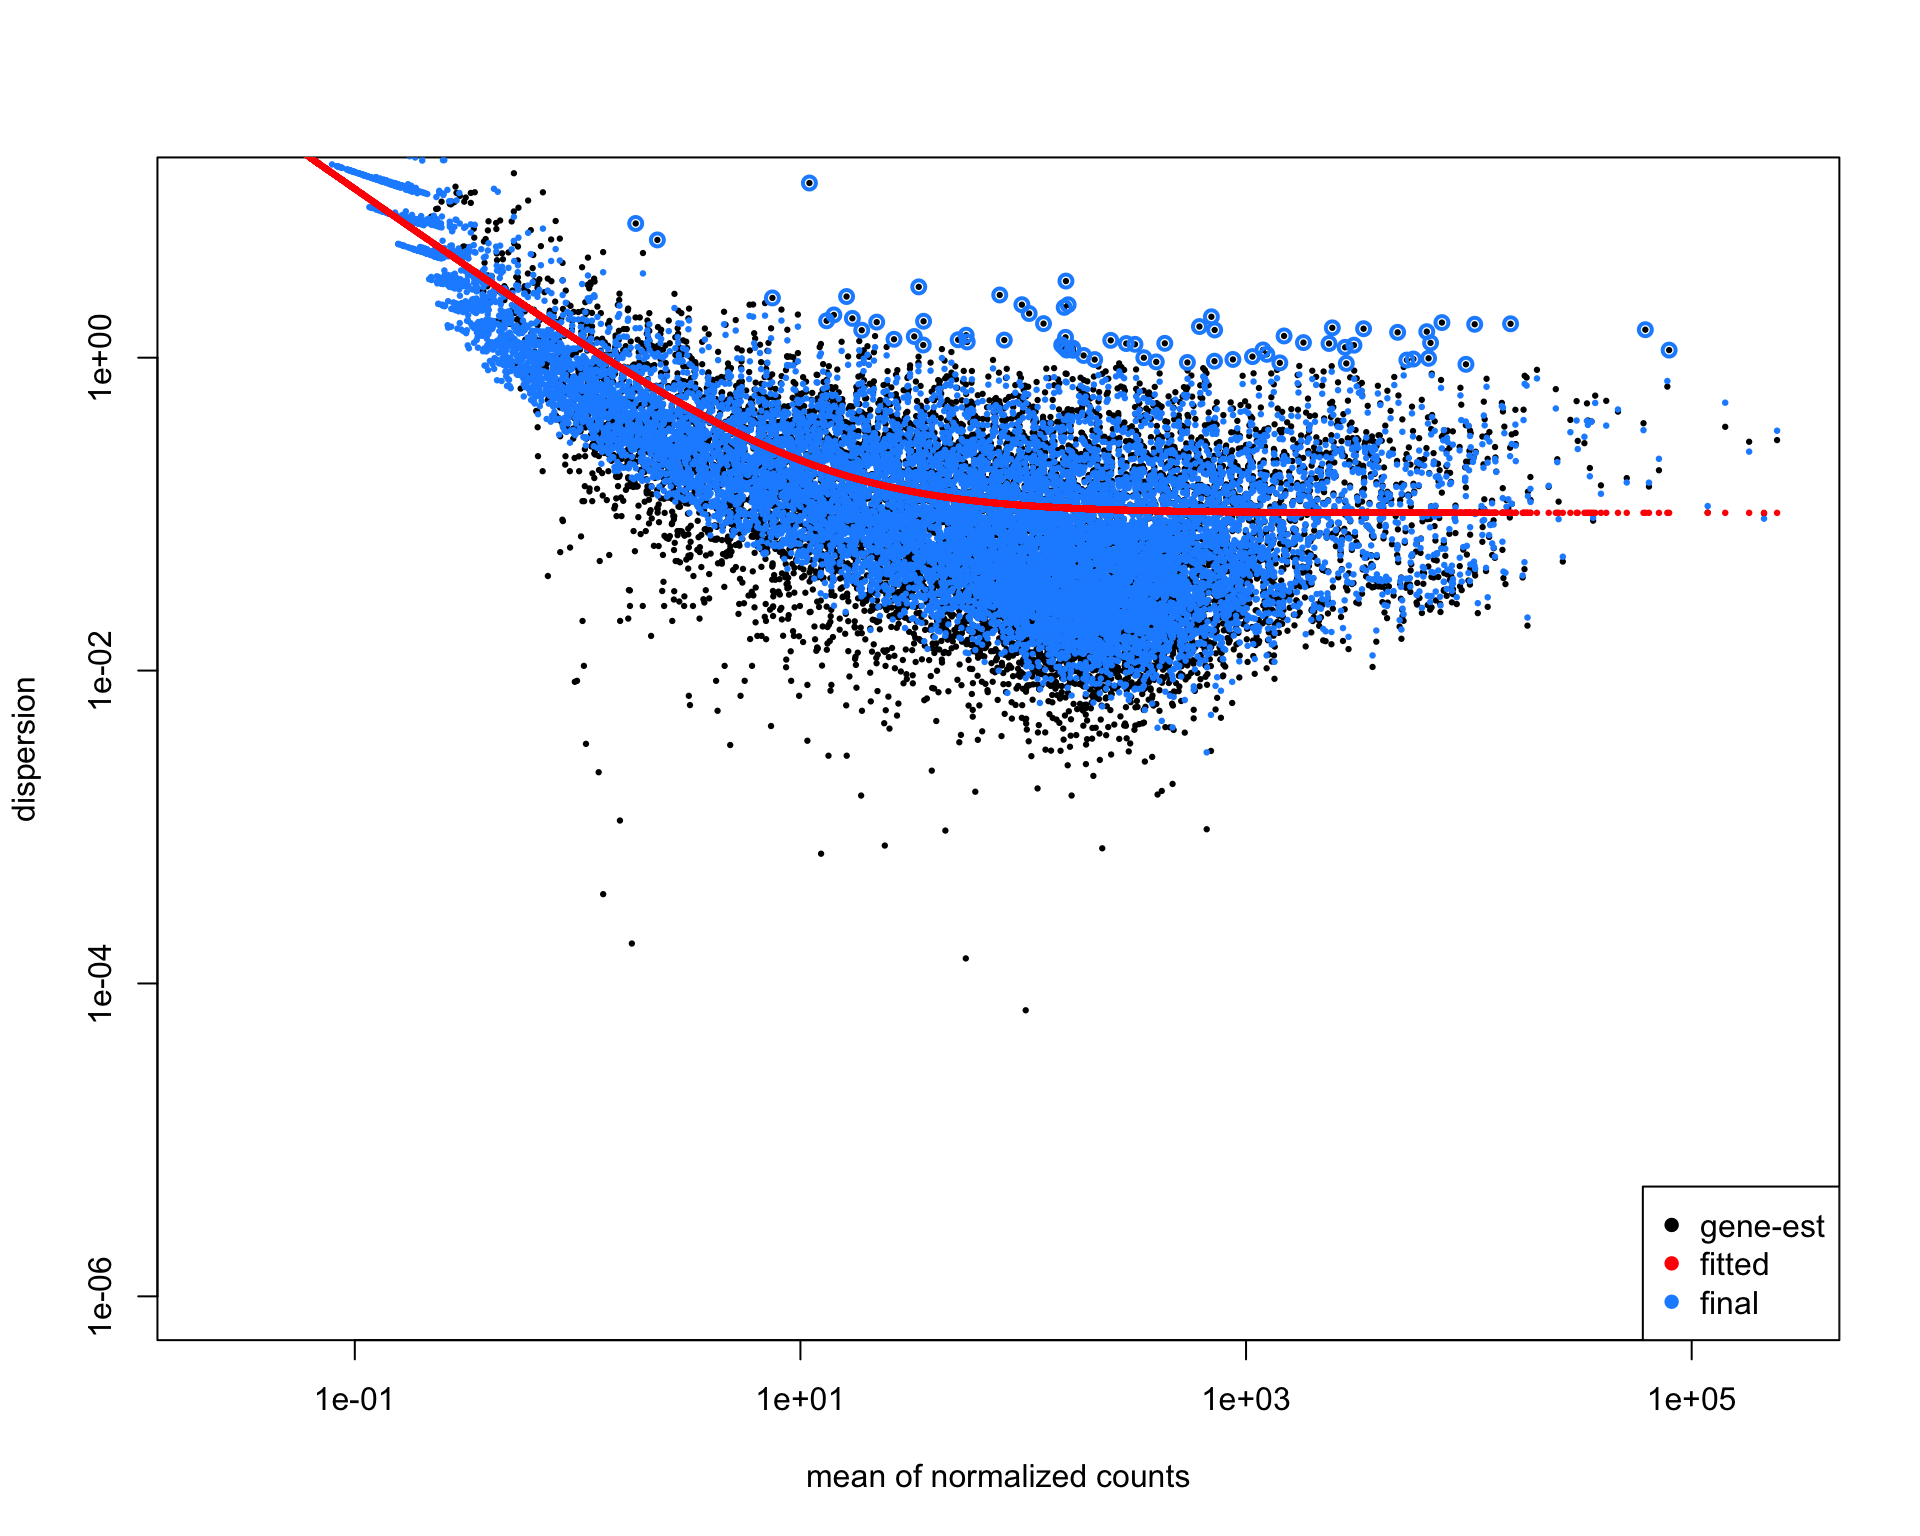 dispersion
1e+00
1e-02
1e-04
1e-06
1e-01
1e+01
1e+03
1e+05
mean of normalized counts
gene-est
fitted
final